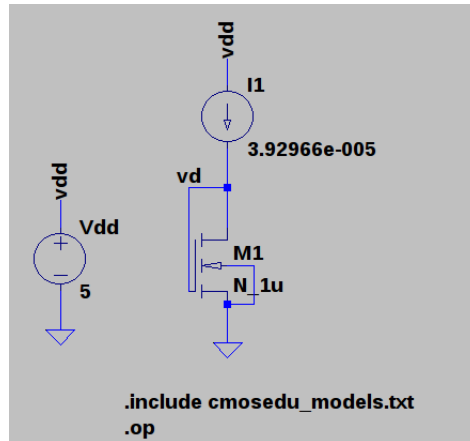 vdd
I1
3.92966e-005
vd
vdd
Vdd
M1
N_1u
5
.include cmosedu_models.txt
.op